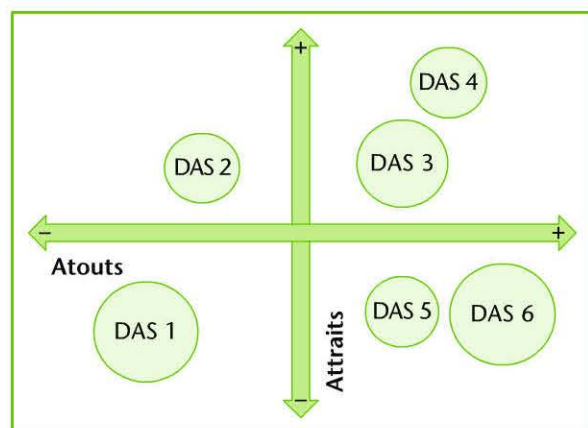 +
DAS 4
DAS 2
DAS 3
–
+
Atouts
DAS 1
DAS 5
DAS 6
Attraits
–